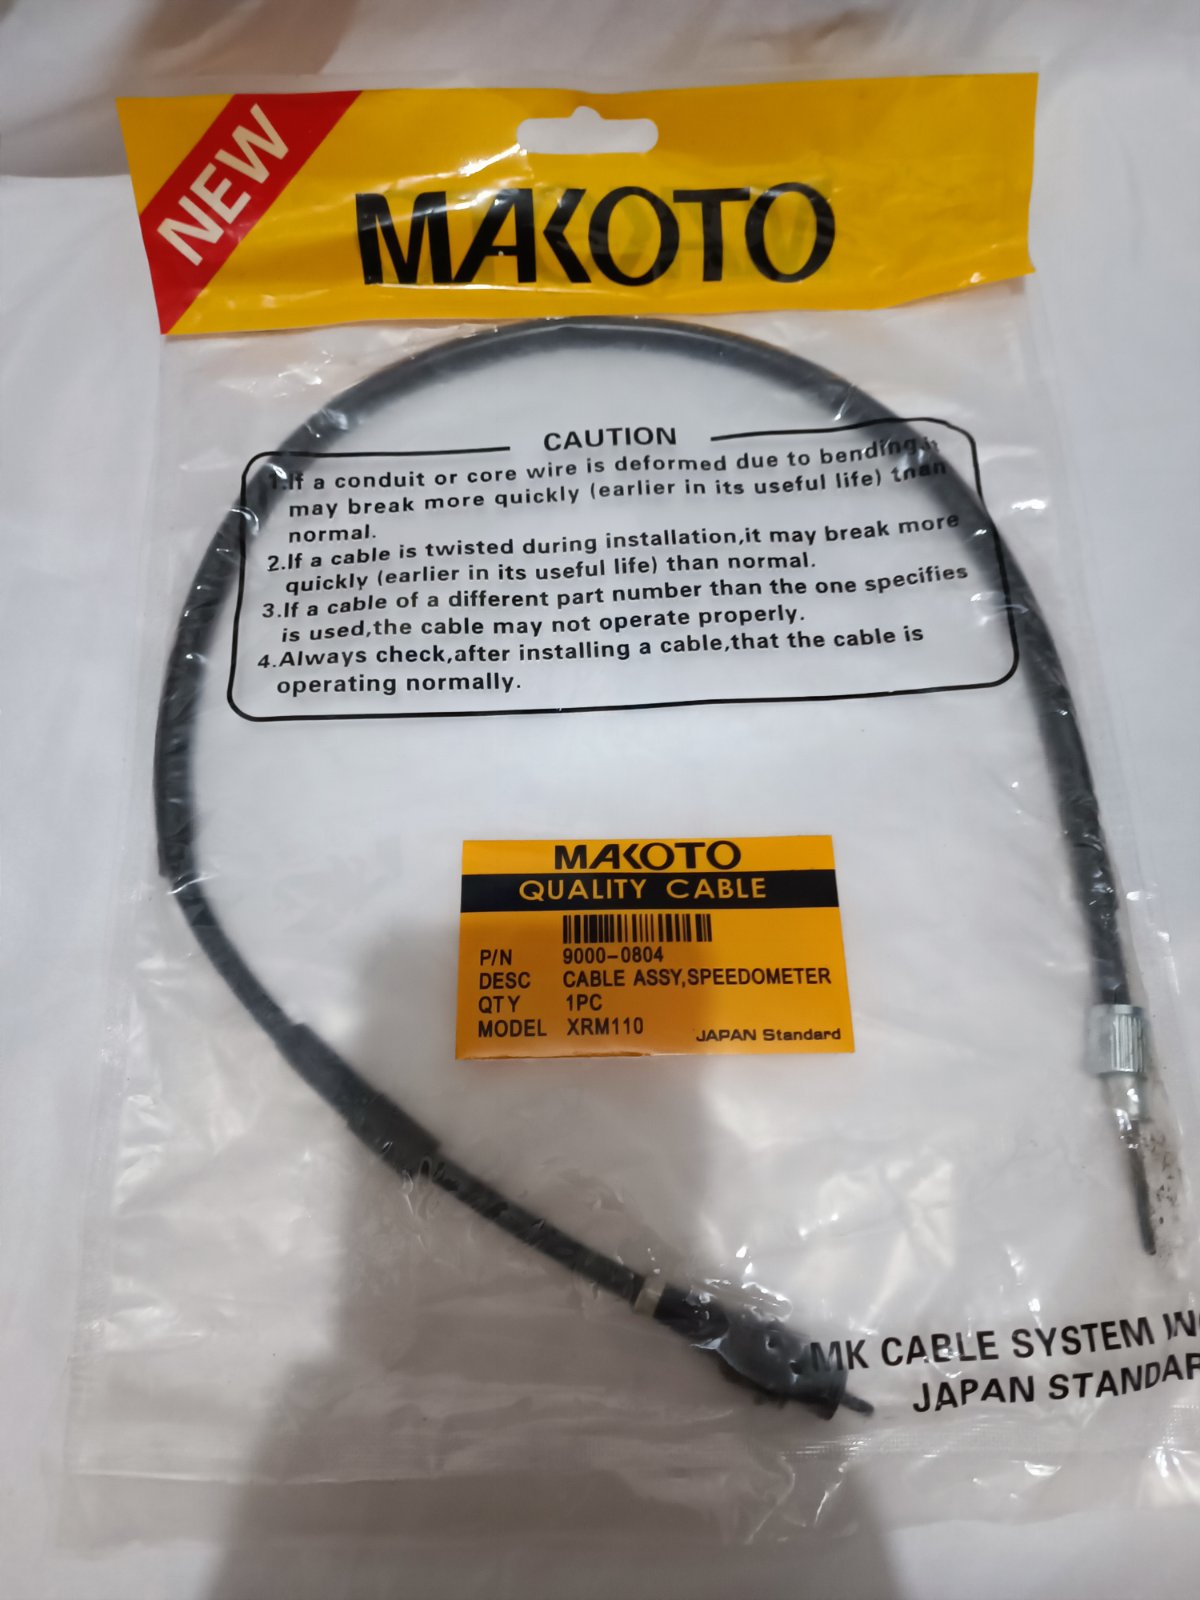 NEW
MAKOTO
CAUTION
1.If a conduit or core wire is deformed due to bending,it
may break more quickly (earlier in its useful life) than
normal.
2.If a cable is twisted during installation,it may break more
quickly (earlier in its useful life) than normal.
3.If a cable of a different part number than the one specifies
is used,the cable may not operate properly.
4.Always check,after installing a cable,that the cable is
operating normally.
MAKOTO
QUALITY CABLE
P/N 9000-0804
DESC CABLE ASSY,SPEEDOMETER
QTY 1PC
MODEL XRM110
JAPAN Standard
MK CABLE SYSTEM
JAPAN